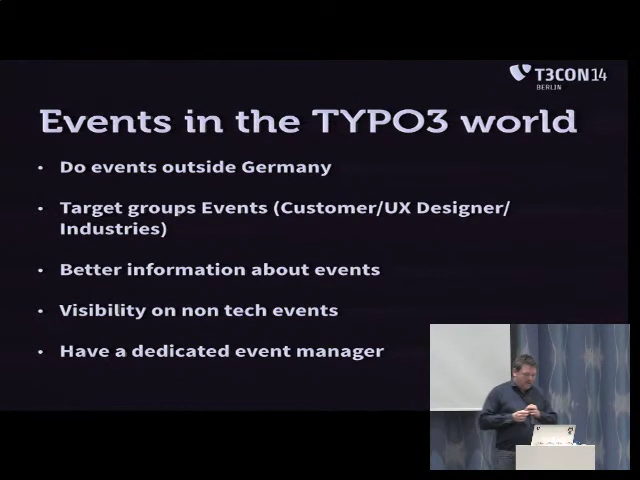 T3CON14
BERLIN
Events in the TYPO3 world
• Do events outside Germany
• Target groups Events (Customer/UX Designer/
Industries)
• Better information about events
• Visibility on non tech events
• Have a dedicated event manager